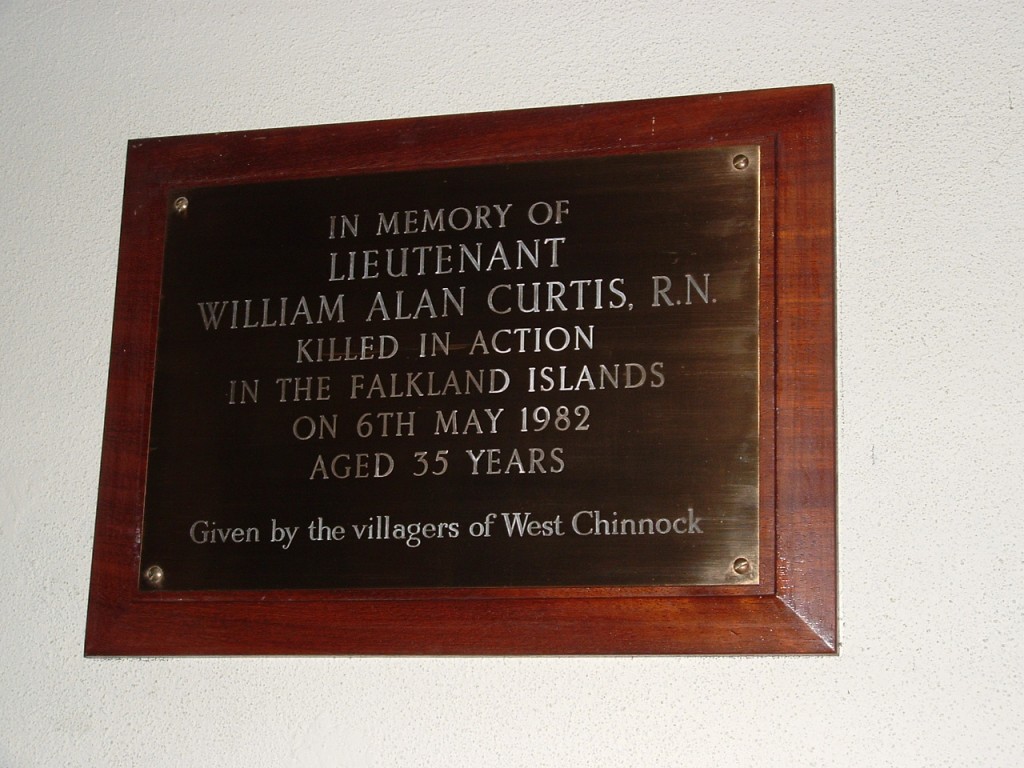 IN MEMORY OF
LIEUTENANT
WILLIAM ALAN CURTIS, R.N.
KILLED IN ACTION
IN THE FALKLAND ISLANDS
ON 6TH MAY 1982
AGED 35 YEARS
Given by the villagers of West Chinnock